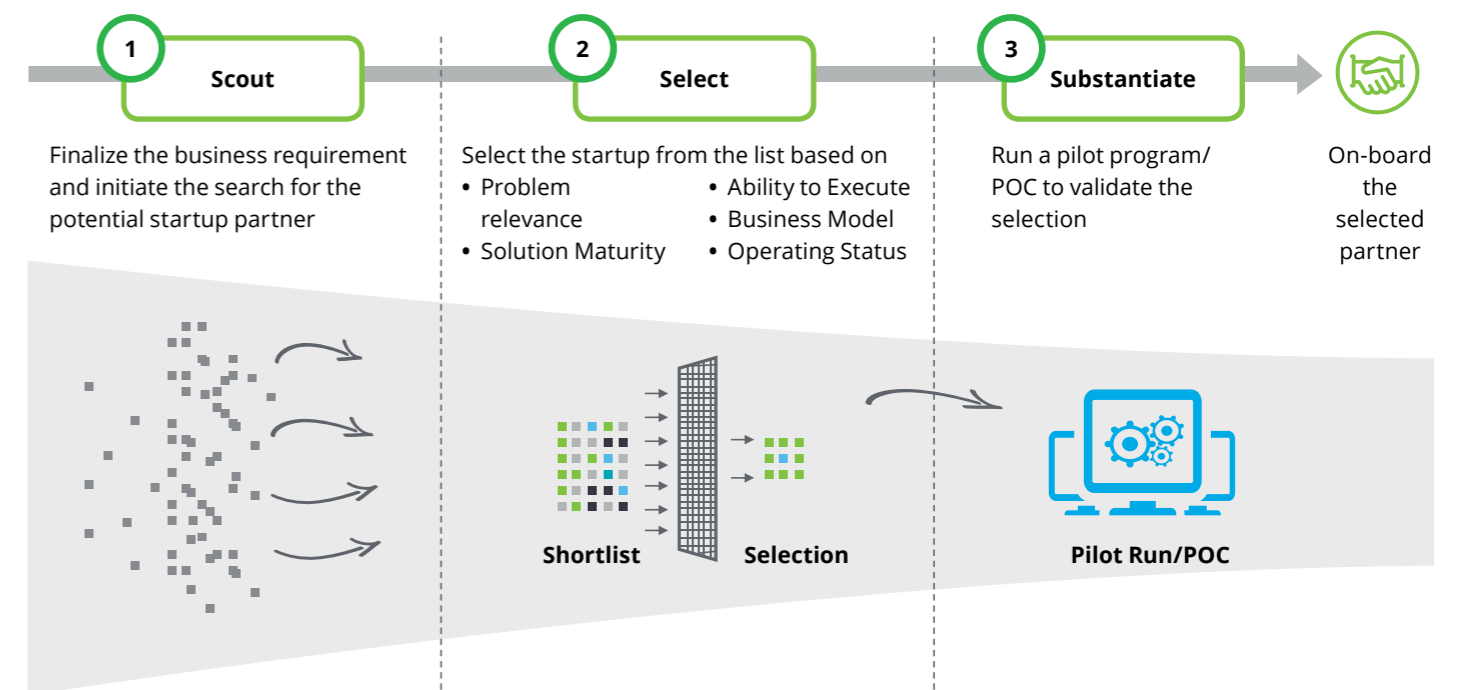 1
Scout
Finalize the business requirement
and initiate the search for the
potential startup partner
2
Select
Select the startup from the list based on
• Problem
relevance
• Solution Maturity
• Ability to Execute
• Business Model
• Operating Status
3
Substantiate
Run a pilot program/
POC to validate the
selection
On-board
the
selected
partner
Shortlist
Selection
Pilot Run/POC